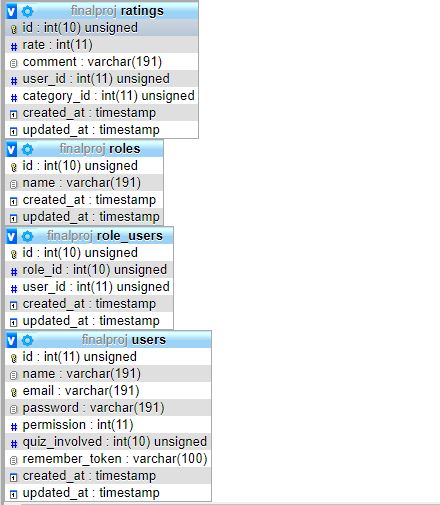 finalproj ratings
id : int(10) unsigned
rate : int(11)
comment : varchar(191)
user_id : int(11) unsigned
category_id : int(11) unsigned
created_at : timestamp
updated_at : timestamp
finalproj roles
id : int(10) unsigned
name : varchar(191)
created_at : timestamp
updated_at : timestamp
finalproj role_users
id : int(10) unsigned
role_id : int(10) unsigned
user_id : int(11) unsigned
created_at : timestamp
updated_at : timestamp
finalproj users
id : int(11) unsigned
name : varchar(191)
email : varchar(191)
password : varchar(191)
permission : int(11)
quiz_involved : int(10) unsigned
remember_token : varchar(100)
created_at : timestamp
updated_at : timestamp